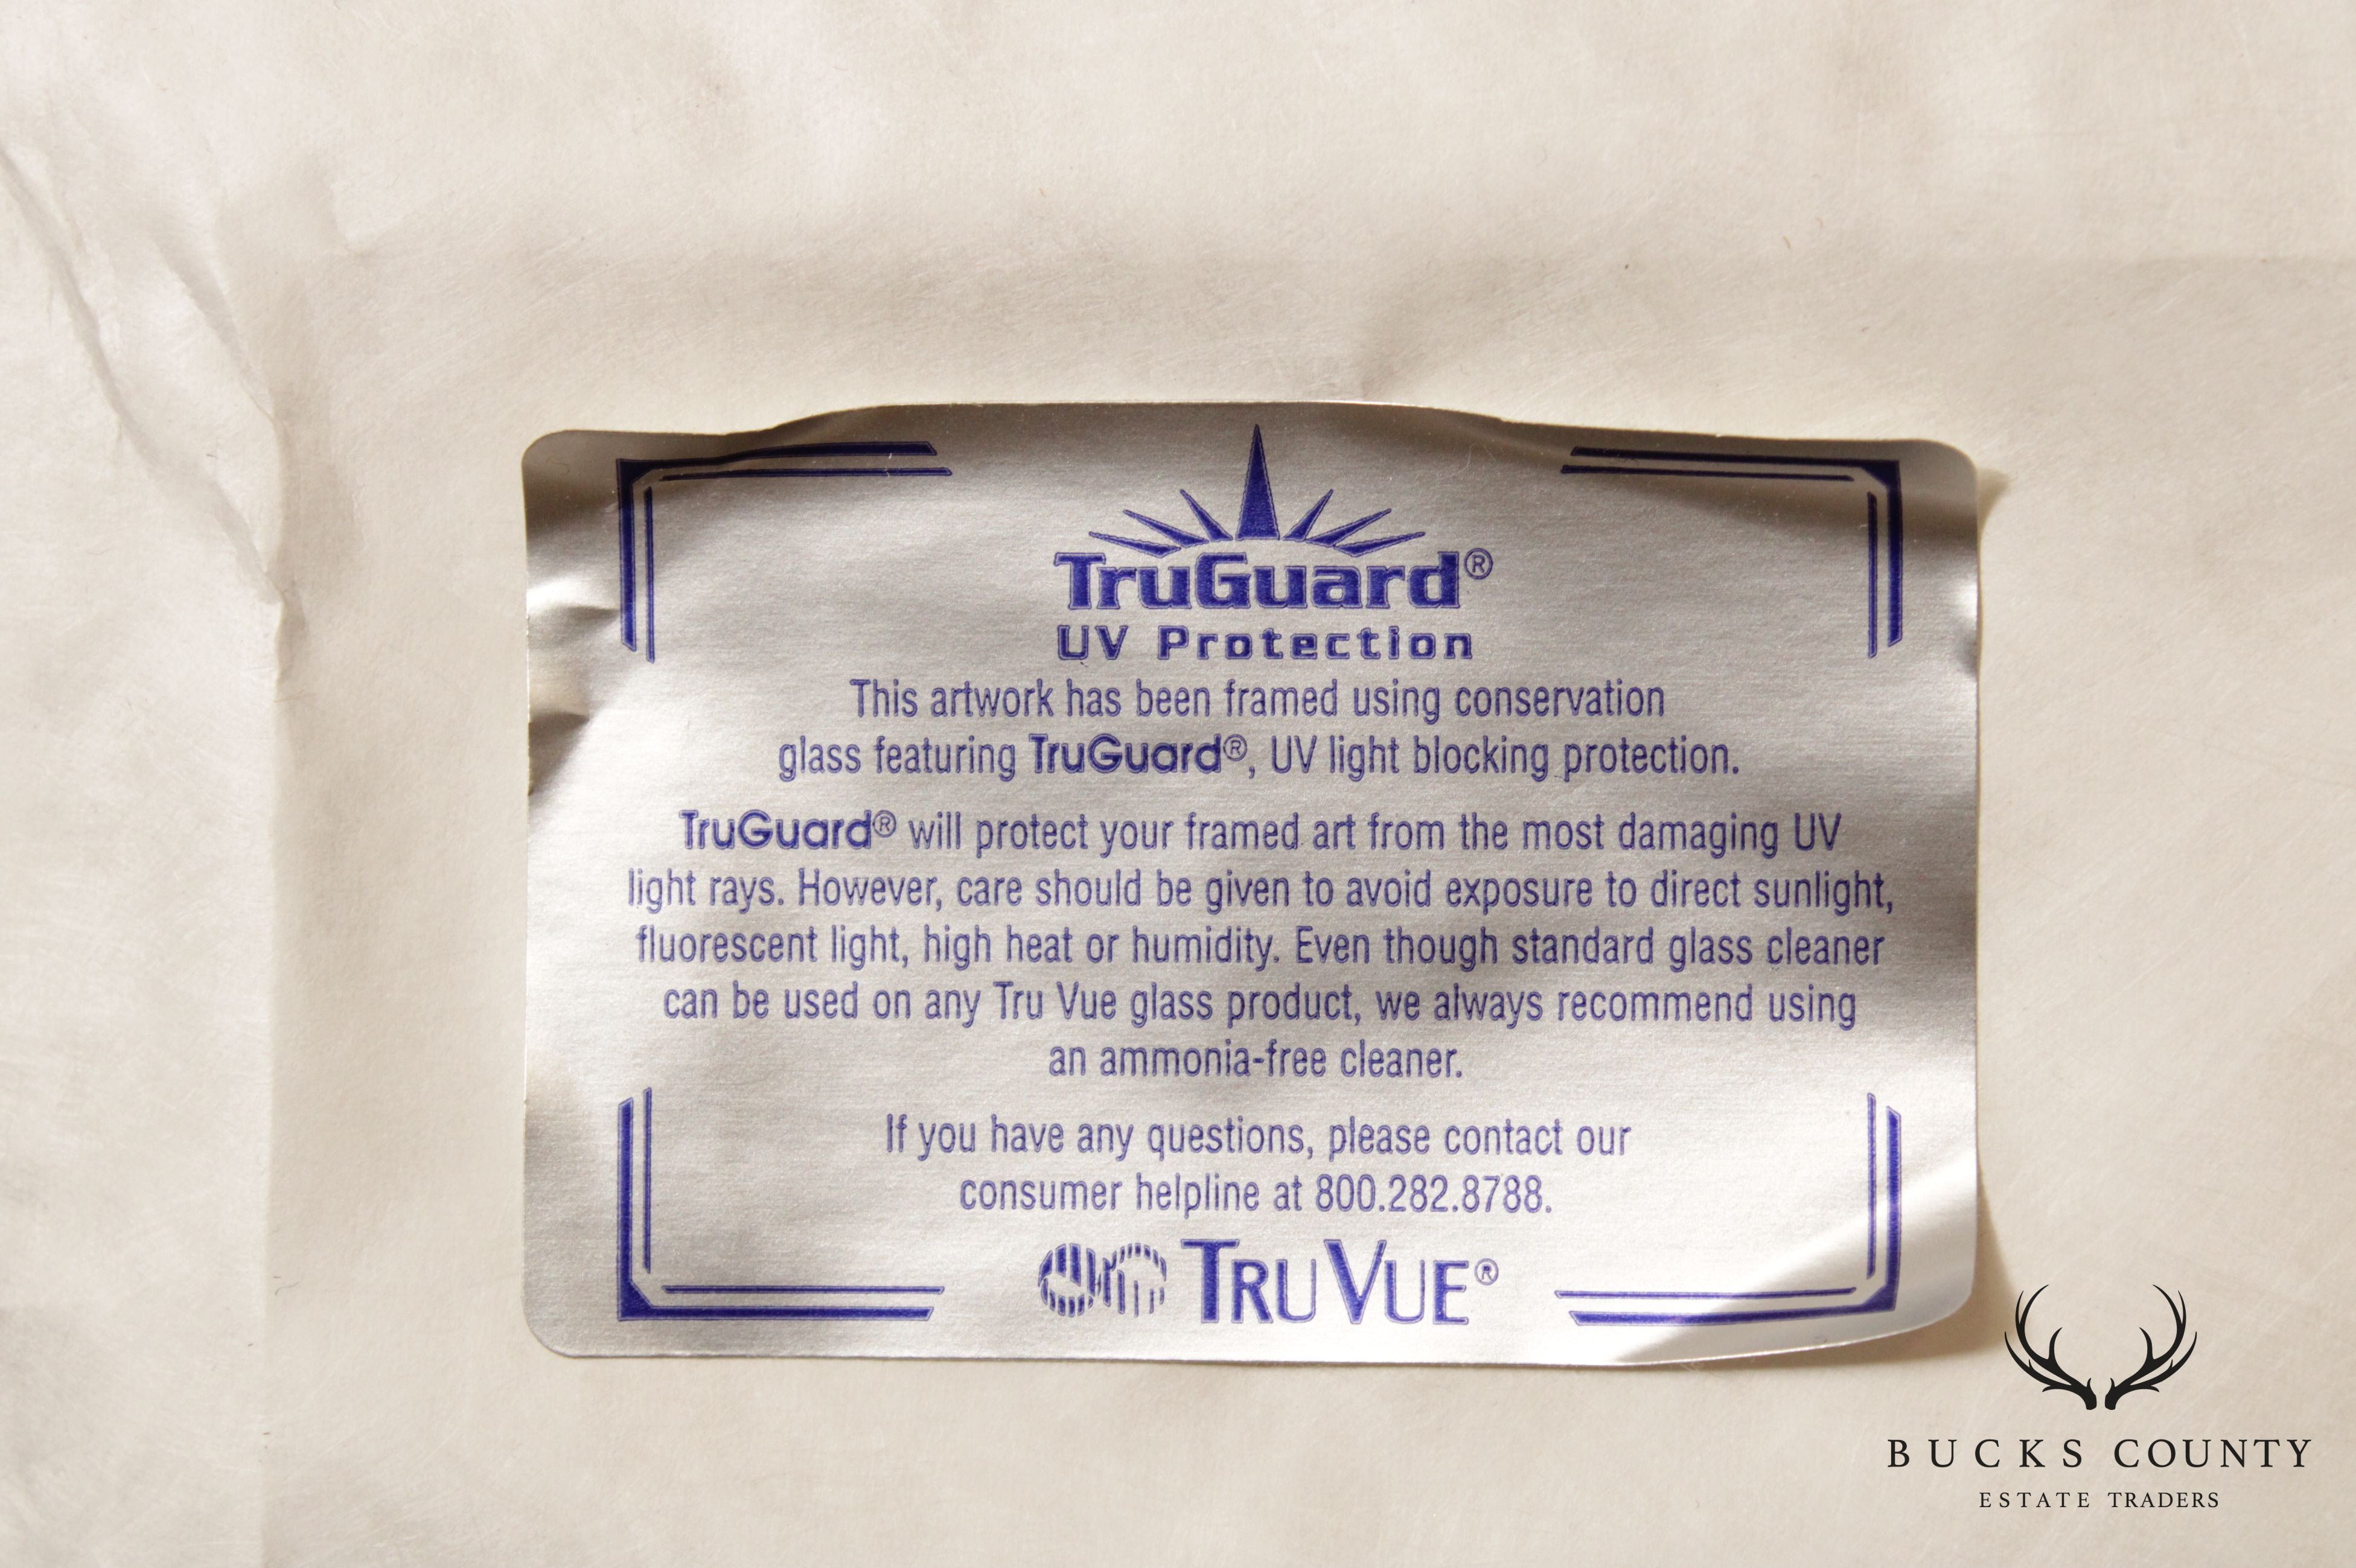 TruGuard®
UV Protection
This artwork has been framed using conservation
glass featuring TruGuard®, UV light blocking protection.
TruGuard® will protect your framed art from the most damaging UV
light rays. However, care should be given to avoid exposure to direct sunlight,
fluorescent light, high heat or humidity. Even though standard glass cleaner
can be used on any Tru Vue glass product, we always recommend using
an ammonia-free cleaner.
If you have any questions, please contact our
consumer helpline at 800.282.8788.
TRU VUE®
BUCKS COUNTY
ESTATE TRADERS